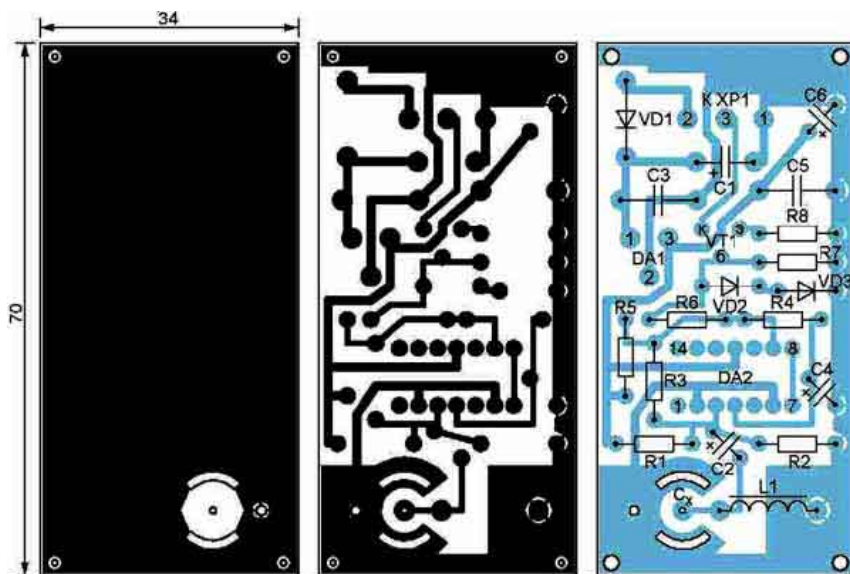 34
70
K XP1
C6
VD1
2
3
1
C3
C1
C5
R8
1
3
K
э
VT1
DA1
6
R7
2
VD3
VD2
R5
R6
R4
14
8
DA2
C4
R3
1
7
R1
C2
R2
Cx
L1